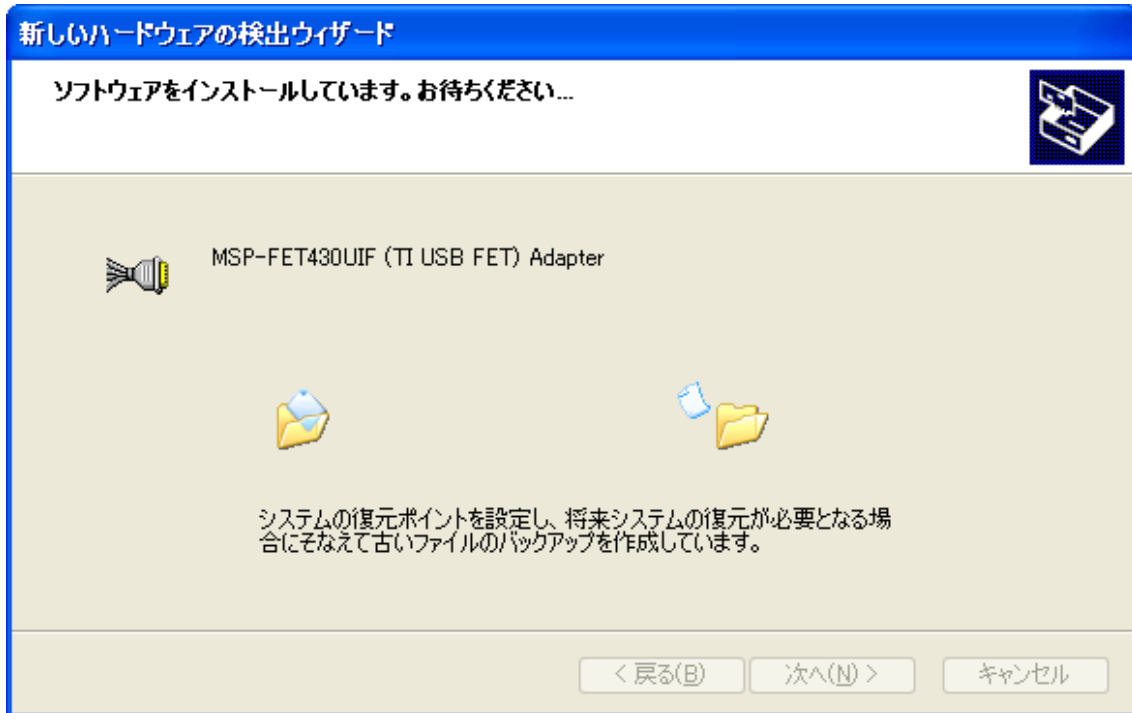 新しいハードウェアの検出ウィザード
ソフトウェアをインストールしています。お待ちください...
MSP-FET430UIF (TI USB FET) Adapter
システムの復元ポイントを設定し、将来システムの復元が必要となる場
合にそなえて古いファイルのバックアップを作成しています。
< 戻る(B) 次へ(N) > キャンセル